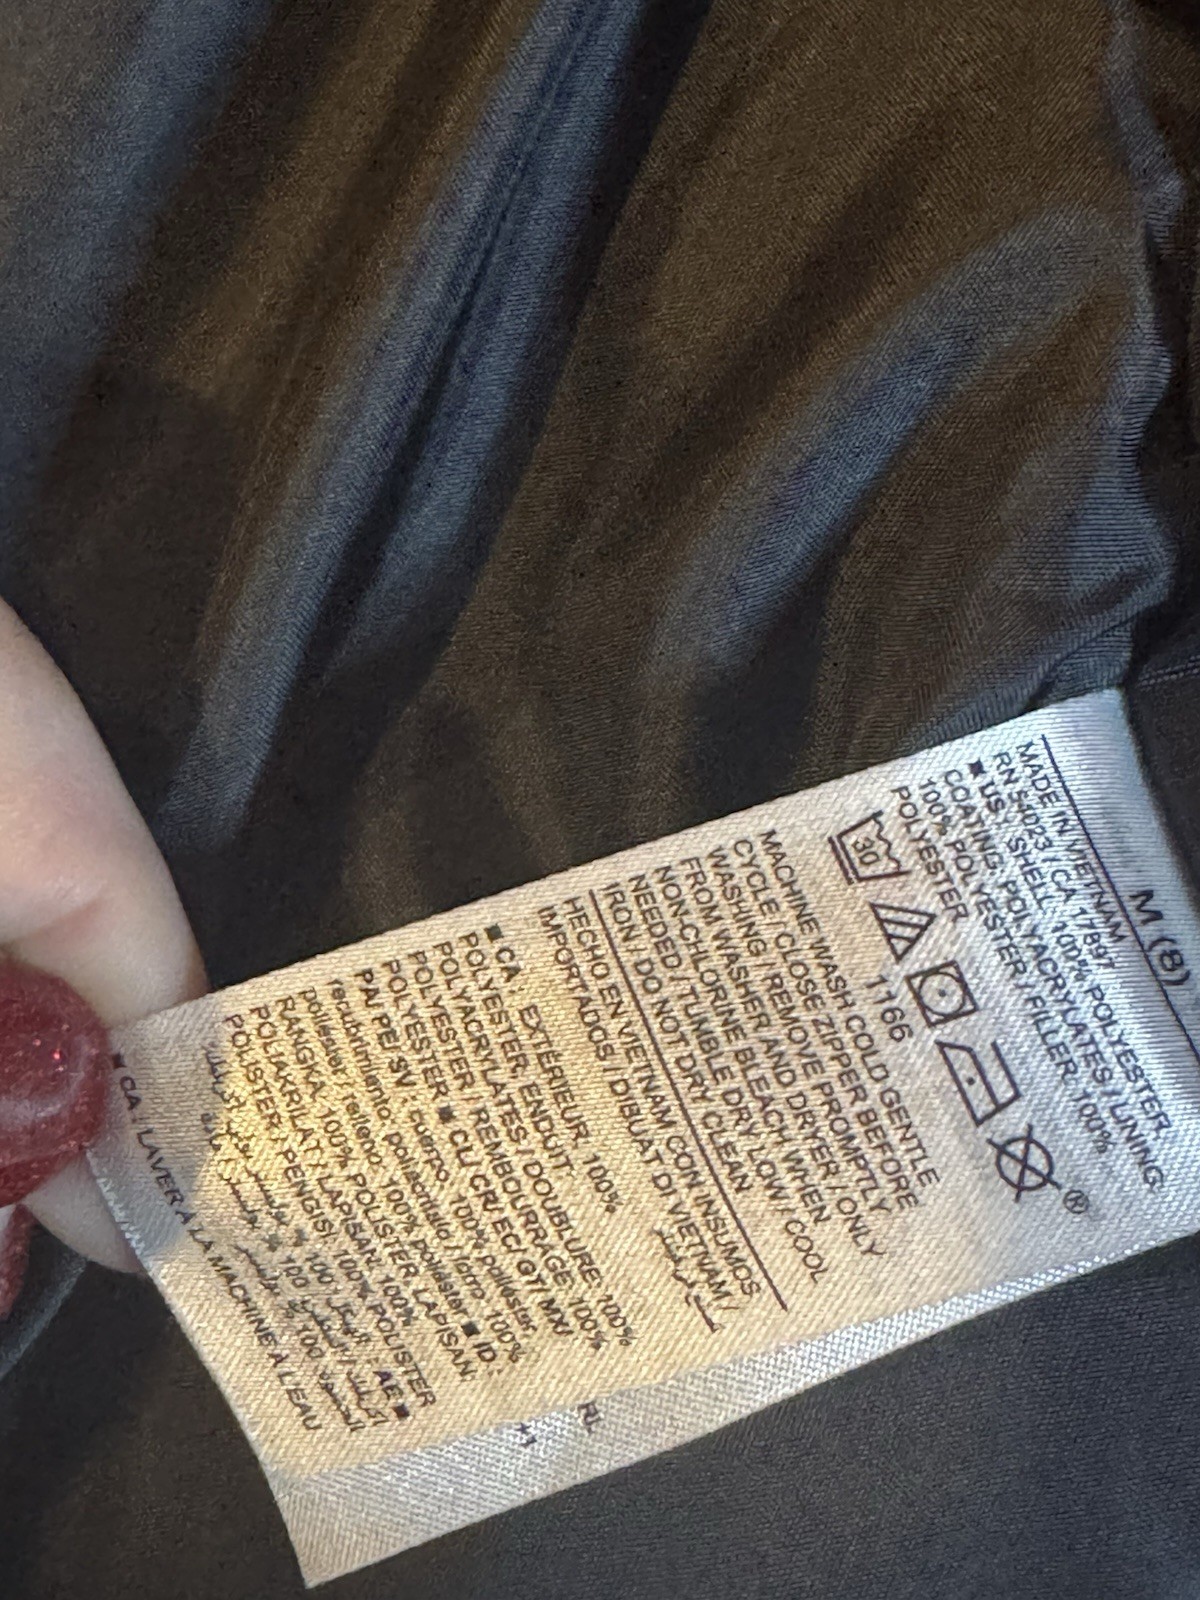 M (8)
MADE IN VIETNAM
RN 54023 / CA 17897
■ US : SHELL: 100% POLYESTER,
COATING: POLYACRYLATES / LINING:
100% POLYESTER / FILLER: 100%
POLYESTER
30
®
1166
MACHINE WASH COLD GENTLE
CYCLE / CLOSE ZIPPER BEFORE
WASHING / REMOVE PROMPTLY
FROM WASHER AND DRYER / ONLY
NON-CHLORINE BLEACH WHEN
NEEDED / TUMBLE DRY LOW / COOL
IRON / DO NOT DRY CLEAN
HECHO EN VIETNAM CON INSUMOS
IMPORTADOS / DIBUAT DI VIETNAM /
■ CA : EXTÉRIEUR, 100%
POLYESTER, ENDUIT:
POLYACRYLATES / DOUBLURE: 100%
POLYESTER / REMBOURRAGE: 100%
POLYESTER ■ CL/ CR/ EC/ GT/ MX/
PA/ PE/ SV : cuerpo: 100% poliéster,
recubrimiento: poliacrilato / forro: 100%
poliéster / relleno: 100% poliéster ■ ID :
RANGKA, 100% POLISTER, LAPISAN:
POLIAKRILAT / LAPISAN, 100%
POLISTER / PENGISI, 100% POLISTER
■ AE :
■ CA : LAVER À LA MACHINE À L'EAU